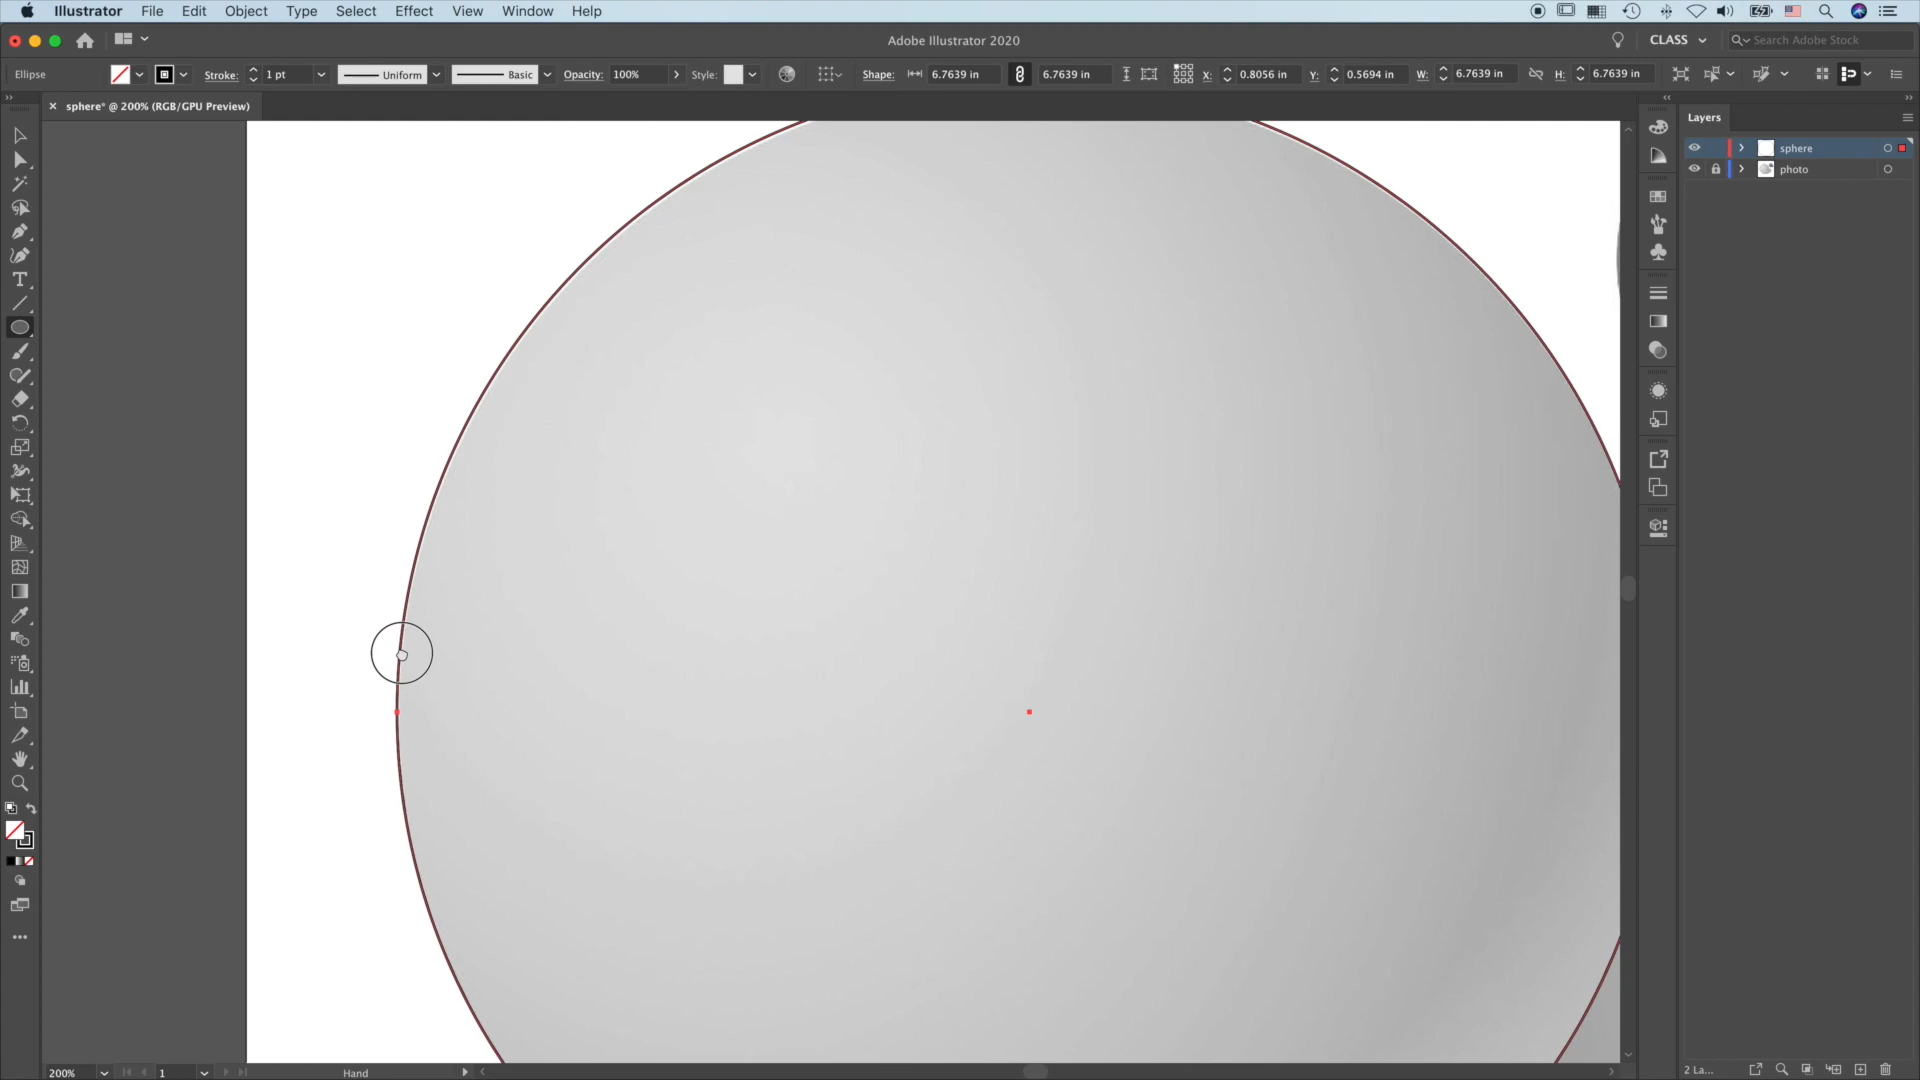 Illustrator File Edit Object Type Select Effect View Window Help
Adobe Illustrator 2020
CLASS
Search Adobe Stock
Ellipse Stroke: 1 pt Uniform Basic Opacity: 100% Style: Shape: 6.7639 in 6.7639 in X: 0.8056 in Y: 0.5694 in W: 6.7639 in H: 6.7639 in
sphere* @ 200% (RGB/GPU Preview)
Layers
sphere
photo
200% 1 Hand
2 La...